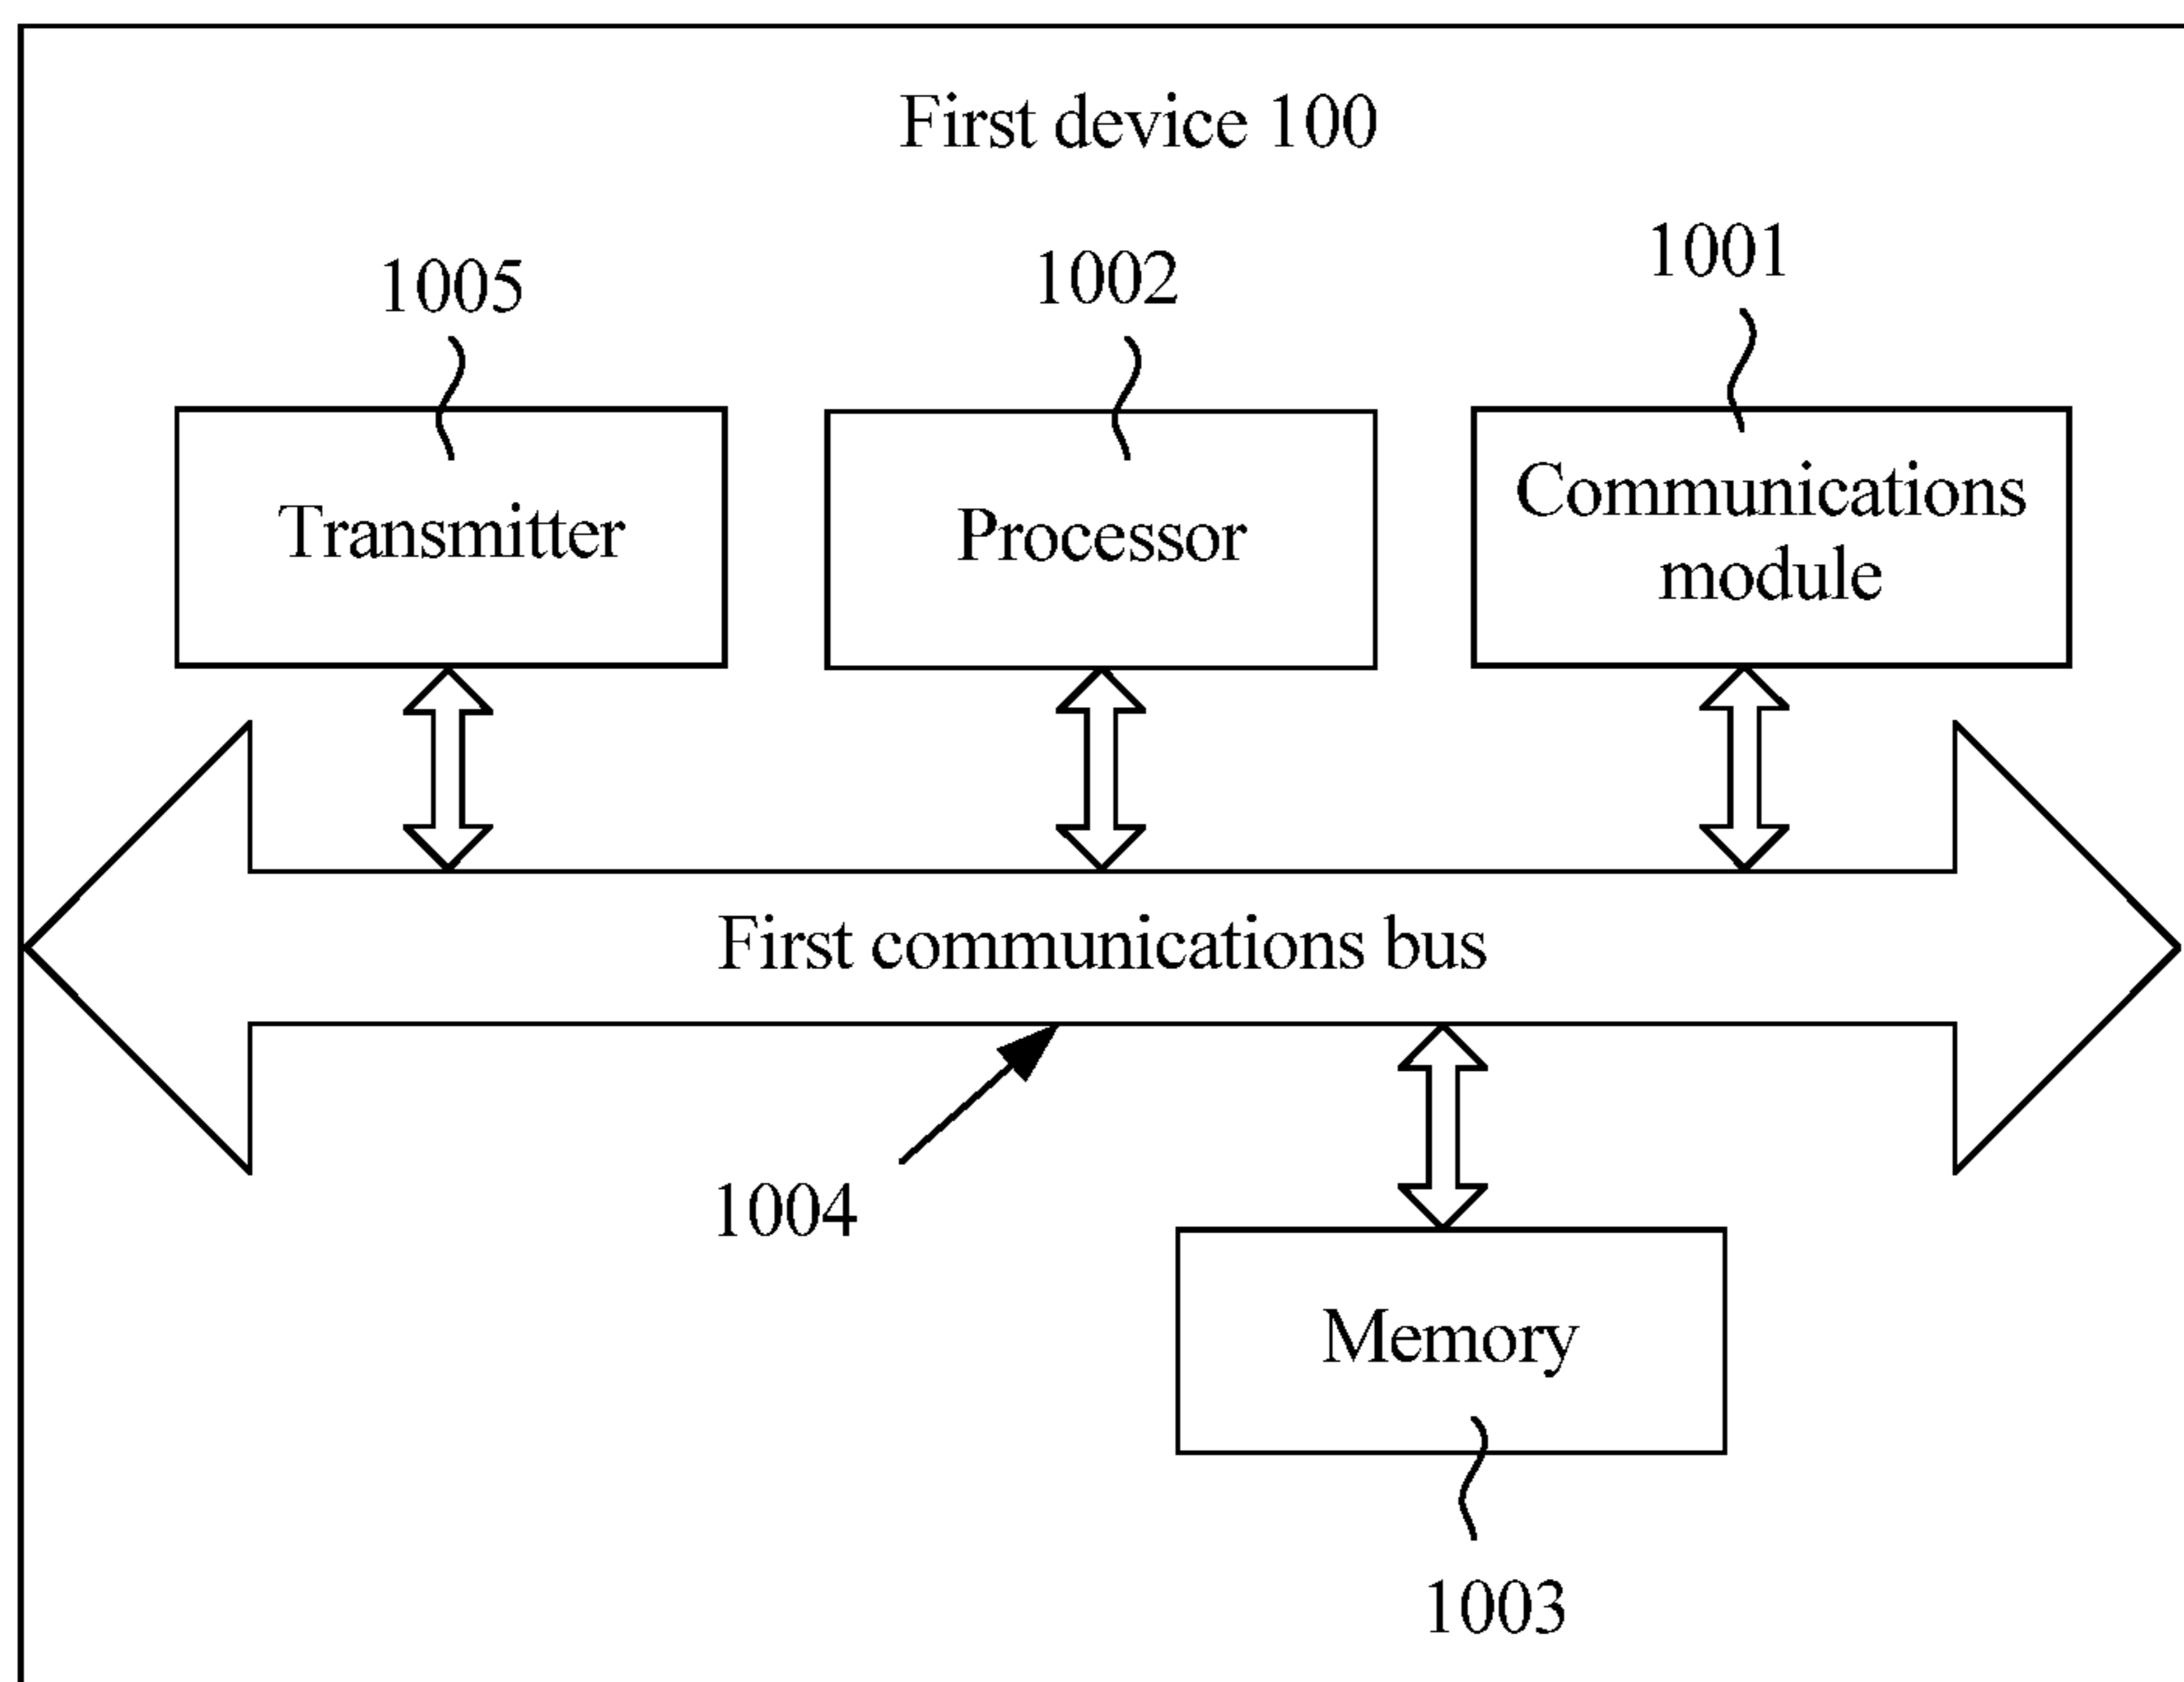 First device 100
1005
1002
1001
Transmitter
Processor
Communications
module
First communications bus
1004
Memory
1003